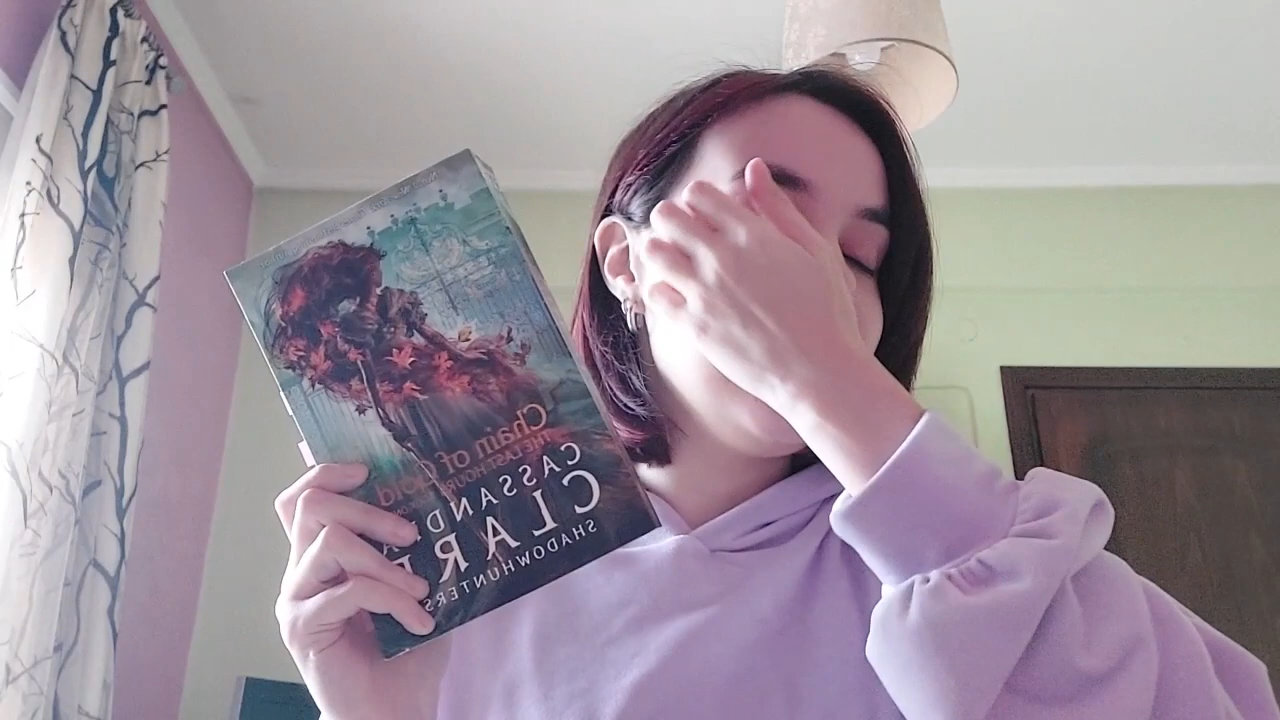 Chain of Gold
THE LAST HOURS
CASSANDRA
CLARE
SHADOWHUNTERS